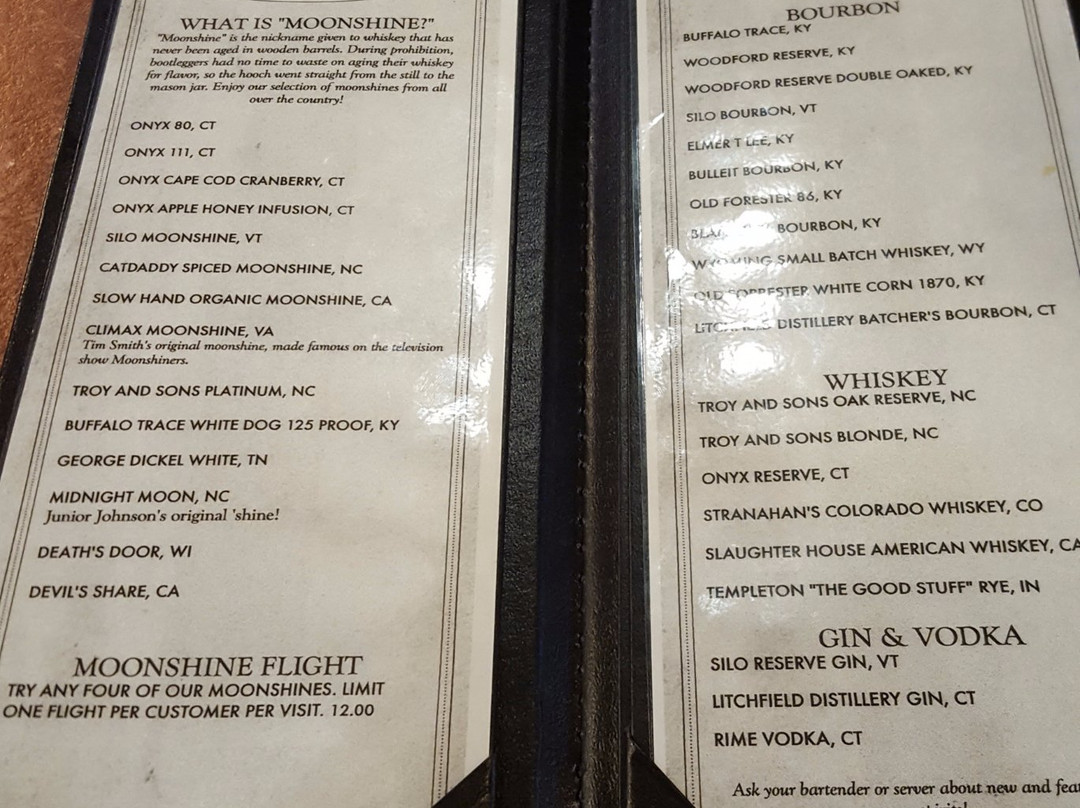 WHAT IS "MOONSHINE?"
"Moonshine" is the nickname given to whiskey that has
never been aged in wooden barrels. During prohibition,
bootleggers had no time to waste on aging their whiskey
for flavor, so the hooch went straight from the still to the
mason jar. Enjoy our selection of moonshines from all
over the country!
ONYX 80, CT
ONYX 111, CT
ONYX CAPE COD CRANBERRY, CT
ONYX APPLE HONEY INFUSION, CT
SILO MOONSHINE, VT
CATDADDY SPICED MOONSHINE, NC
SLOW HAND ORGANIC MOONSHINE, CA
CLIMAX MOONSHINE, VA
Tim Smith's original moonshine, made famous on the television
show Moonshiners.
TROY AND SONS PLATINUM, NC
BUFFALO TRACE WHITE DOG 125 PROOF, KY
GEORGE DICKEL WHITE, TN
MIDNIGHT MOON, NC
Junior Johnson's original 'shine!
DEATH'S DOOR, WI
DEVIL'S SHARE, CA
MOONSHINE FLIGHT
TRY ANY FOUR OF OUR MOONSHINES. LIMIT
ONE FLIGHT PER CUSTOMER PER VISIT. 12.00
BOURBON
BUFFALO TRACE, KY
WOODFORD RESERVE, KY
WOODFORD RESERVE DOUBLE OAKED, KY
SILO BOURBON, VT
ELMER T LEE, KY
BULLEIT BOURBON, KY
OLD FORESTER 86, KY
BOURBON, KY
WYOMING SMALL BATCH WHISKEY, WY
OLD FORRESTER WHITE CORN 1870, KY
LITCHFIELD DISTILLERY BATCHER'S BOURBON, CT
WHISKEY
TROY AND SONS OAK RESERVE, NC
TROY AND SONS BLONDE, NC
ONYX RESERVE, CT
STRANAHAN'S COLORADO WHISKEY, CO
SLAUGHTER HOUSE AMERICAN WHISKEY, CA
TEMPLETON "THE GOOD STUFF" RYE, IN
GIN & VODKA
SILO RESERVE GIN, VT
LITCHFIELD DISTILLERY GIN, CT
RIME VODKA, CT
Ask your bartender or server about new and